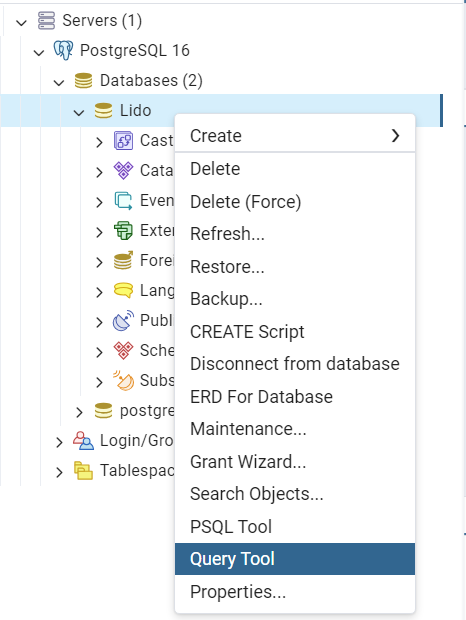 Servers (1)
PostgreSQL 16
Databases (2)
Lido
Cast
Cata
Even
Exter
Forei
Lang
Publi
Sche
Subs
postgre
Login/Gro
Tablespac
Create
Delete
Delete (Force)
Refresh...
Restore...
Backup...
CREATE Script
Disconnect from database
ERD For Database
Maintenance...
Grant Wizard...
Search Objects...
PSQL Tool
Query Tool
Properties...